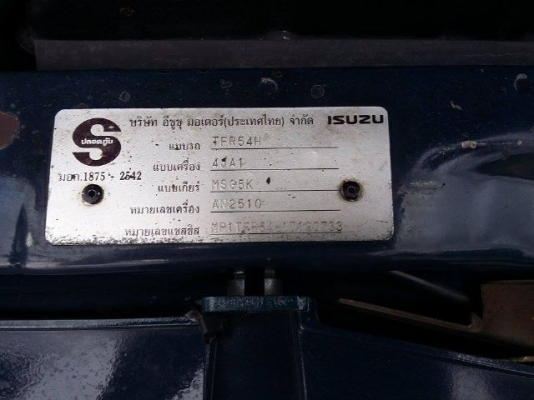 บริษัท อีซูซุ มอเตอร์(ประเทศไทย) จำกัด ISUZU
ปลอดภัย
แบบรถ TFR54H
แบบเครื่อง 4JA1
มอก.1875 - 2542
แบบเกียร์ MSG5K
หมายเลขเครื่อง AN2510
หมายเลขแชสซีส